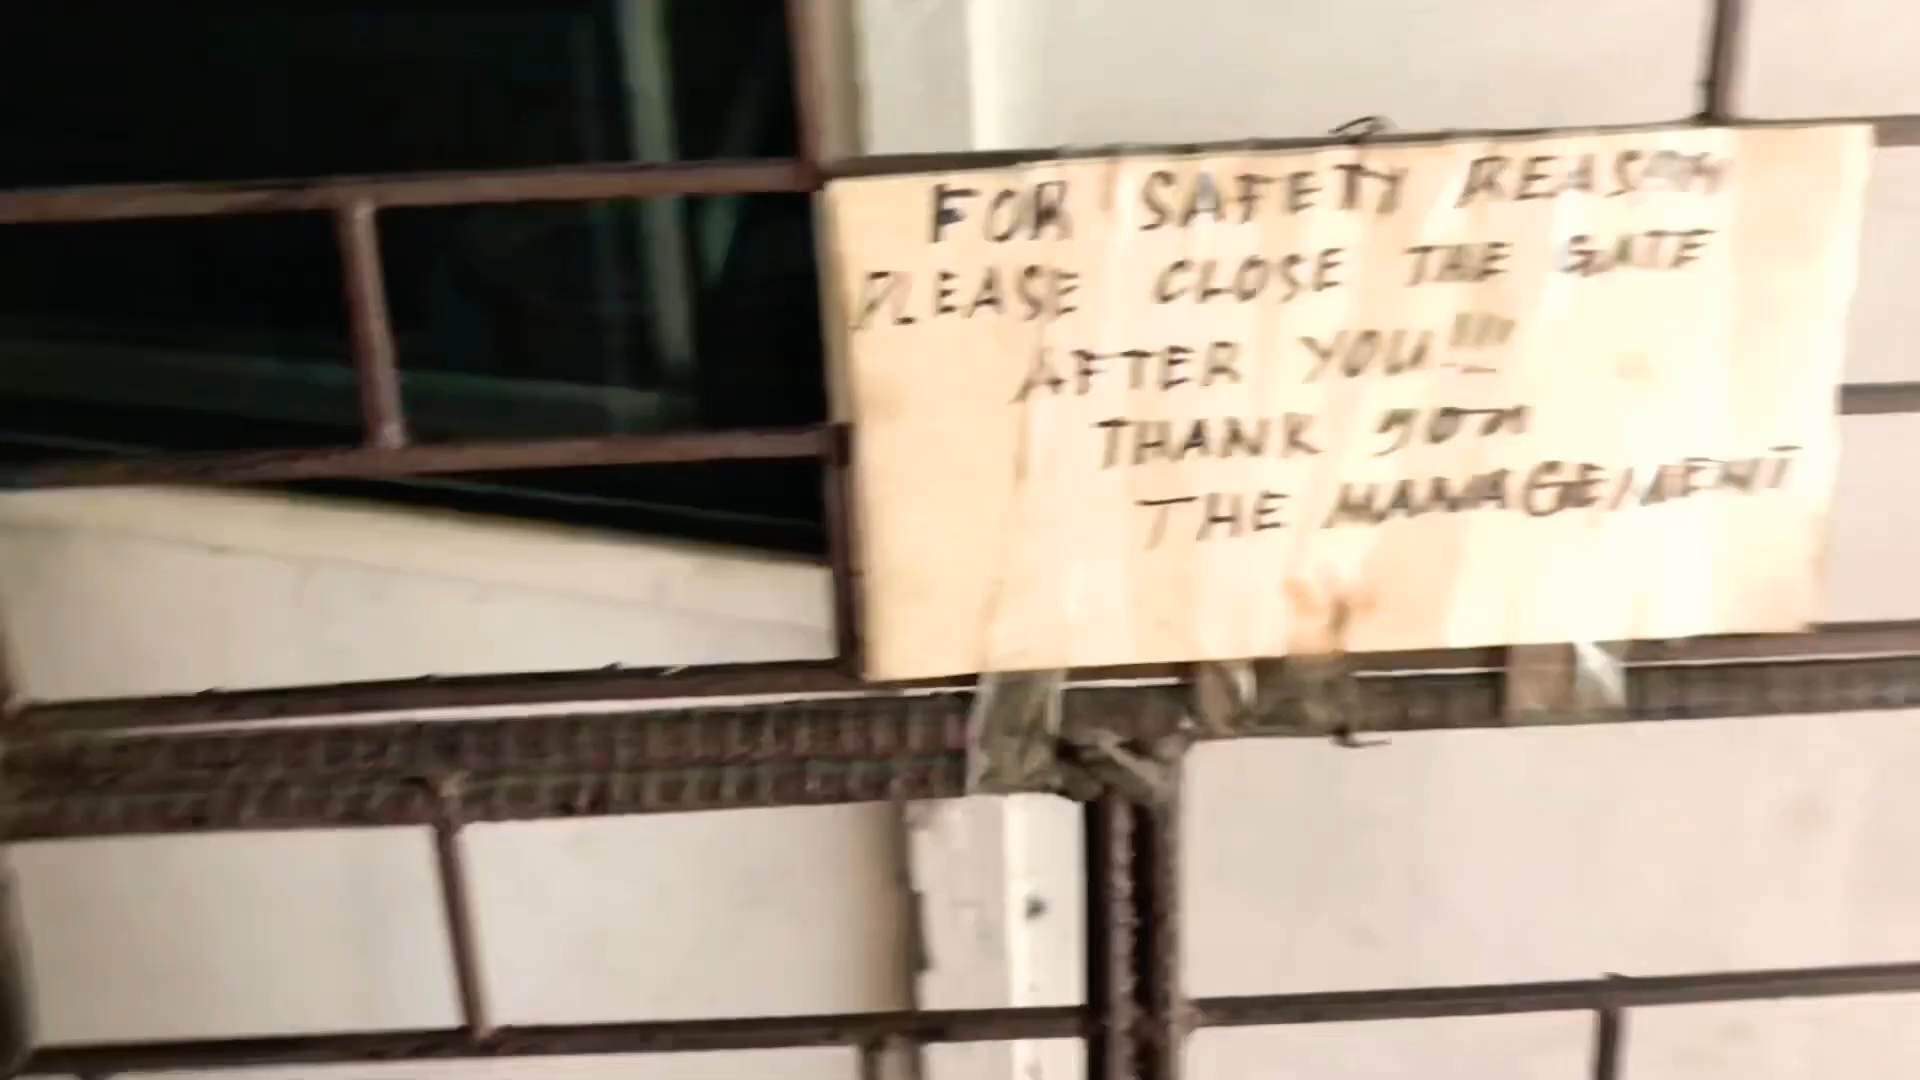 FOR SAFETY REASON
PLEASE CLOSE THE GATE
AFTER YOU!!!!
THANK YOU
THE MANAGEMENT